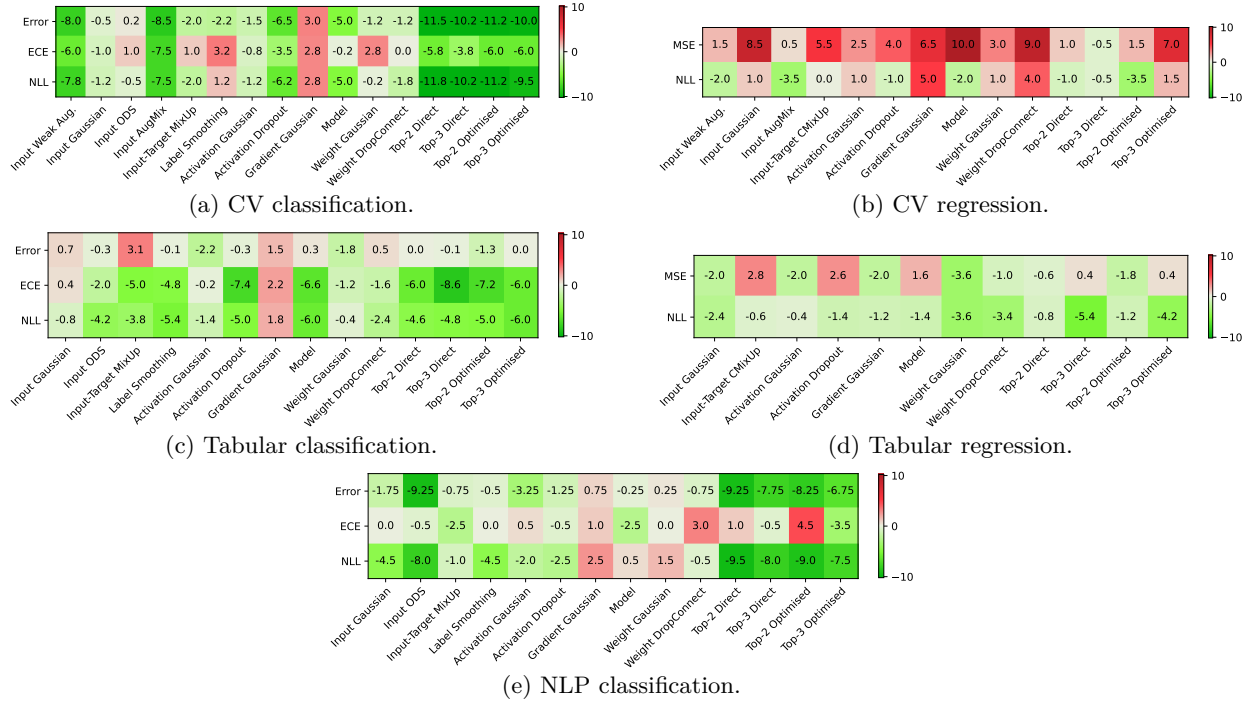 Error -8.0 -0.5 0.2 -8.5 -2.0 -2.2 -1.5 -6.5 3.0 -5.0 -1.2 -1.2 -11.5 -10.2 -11.2 -10.0
ECE -6.0 -1.0 1.0 -7.5 1.0 3.2 -0.8 -3.5 2.8 -0.2 2.8 0.0 -5.8 -3.8 -6.0 -6.0
NLL -7.8 -1.2 -0.5 -7.5 -2.0 1.2 -1.2 -6.2 2.8 -5.0 -0.2 -1.8 -11.8 -10.2 -11.2 -9.5
Input Weak Aug. Input Gaussian Input ODS Input AugMix Input-Target MixUp Label Smoothing Activation Gaussian Activation Dropout Gradient Gaussian Model Weight Gaussian Weight DropConnect Top-2 Direct Top-3 Direct Top-2 Optimised Top-3 Optimised
10
0
−10
(a) CV classification.
MSE 1.5 8.5 0.5 5.5 2.5 4.0 6.5 10.0 3.0 9.0 1.0 -0.5 1.5 7.0
NLL -2.0 1.0 -3.5 0.0 1.0 -1.0 5.0 -2.0 1.0 4.0 -1.0 -0.5 -3.5 1.5
Input Weak Aug. Input Gaussian Input AugMix Input-Target CMixUp Activation Gaussian Activation Dropout Gradient Gaussian Model Weight Gaussian Weight DropConnect Top-2 Direct Top-3 Direct Top-2 Optimised Top-3 Optimised
10
0
−10
(b) CV regression.
Error 0.7 -0.3 3.1 -0.1 -2.2 -0.3 1.5 0.3 -1.8 0.5 0.0 -0.1 -1.3 0.0
ECE 0.4 -2.0 -5.0 -4.8 -0.2 -7.4 2.2 -6.6 -1.2 -1.6 -6.0 -8.6 -7.2 -6.0
NLL -0.8 -4.2 -3.8 -5.4 -1.4 -5.0 1.8 -6.0 -0.4 -2.4 -4.6 -4.8 -5.0 -6.0
Input Gaussian Input ODS Input-Target MixUp Label Smoothing Activation Gaussian Activation Dropout Gradient Gaussian Model Weight Gaussian Weight DropConnect Top-2 Direct Top-3 Direct Top-2 Optimised Top-3 Optimised
10
0
−10
(c) Tabular classification.
MSE -2.0 2.8 -2.0 2.6 -2.0 1.6 -3.6 -1.0 -0.6 0.4 -1.8 0.4
NLL -2.4 -0.6 -0.4 -1.4 -1.2 -1.4 -3.6 -3.4 -0.8 -5.4 -1.2 -4.2
Input Gaussian Input-Target CMixUp Activation Gaussian Activation Dropout Gradient Gaussian Model Weight Gaussian Weight DropConnect Top-2 Direct Top-3 Direct Top-2 Optimised Top-3 Optimised
10
0
−10
(d) Tabular regression.
Error -1.75 -9.25 -0.75 -0.5 -3.25 -1.25 0.75 -0.25 0.25 -0.75 -9.25 -7.75 -8.25 -6.75
ECE 0.0 -0.5 -2.5 0.0 0.5 -0.5 1.0 -2.5 0.0 3.0 1.0 -0.5 4.5 -3.5
NLL -4.5 -8.0 -1.0 -4.5 -2.0 -2.5 2.5 0.5 1.5 -0.5 -9.5 -8.0 -9.0 -7.5
Input Gaussian Input ODS Input-Target MixUp Label Smoothing Activation Gaussian Activation Dropout Gradient Gaussian Model Weight Gaussian Weight DropConnect Top-2 Direct Top-3 Direct Top-2 Optimised Top-3 Optimised
10
0
−10
(e) NLP classification.